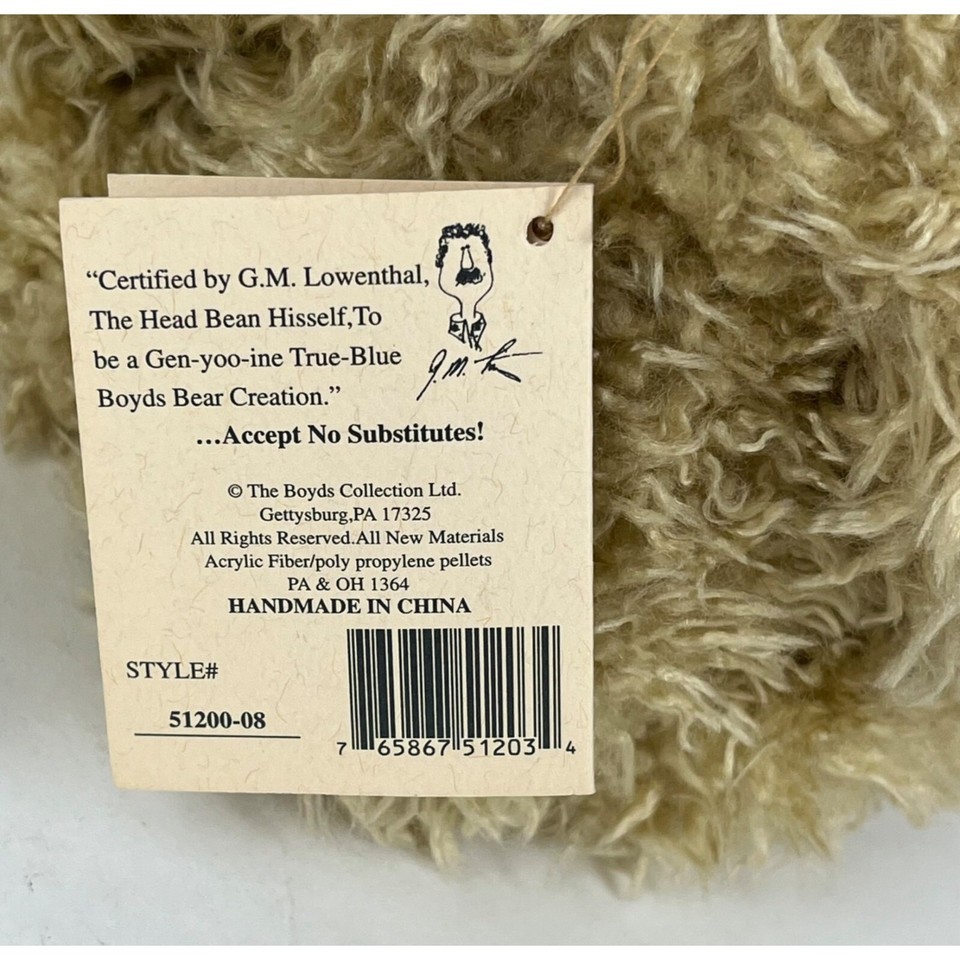 “Certified by G.M. Lowenthal,
The Head Bean Hisself,To
be a Gen-yoo-ine True-Blue
Boyds Bear Creation.”
...Accept No Substitutes!
© The Boyds Collection Ltd.
Gettysburg,PA 17325
All Rights Reserved.All New Materials
Acrylic Fiber/poly propylene pellets
PA & OH 1364
HANDMADE IN CHINA
STYLE#
51200-08
7 65867 51203 4